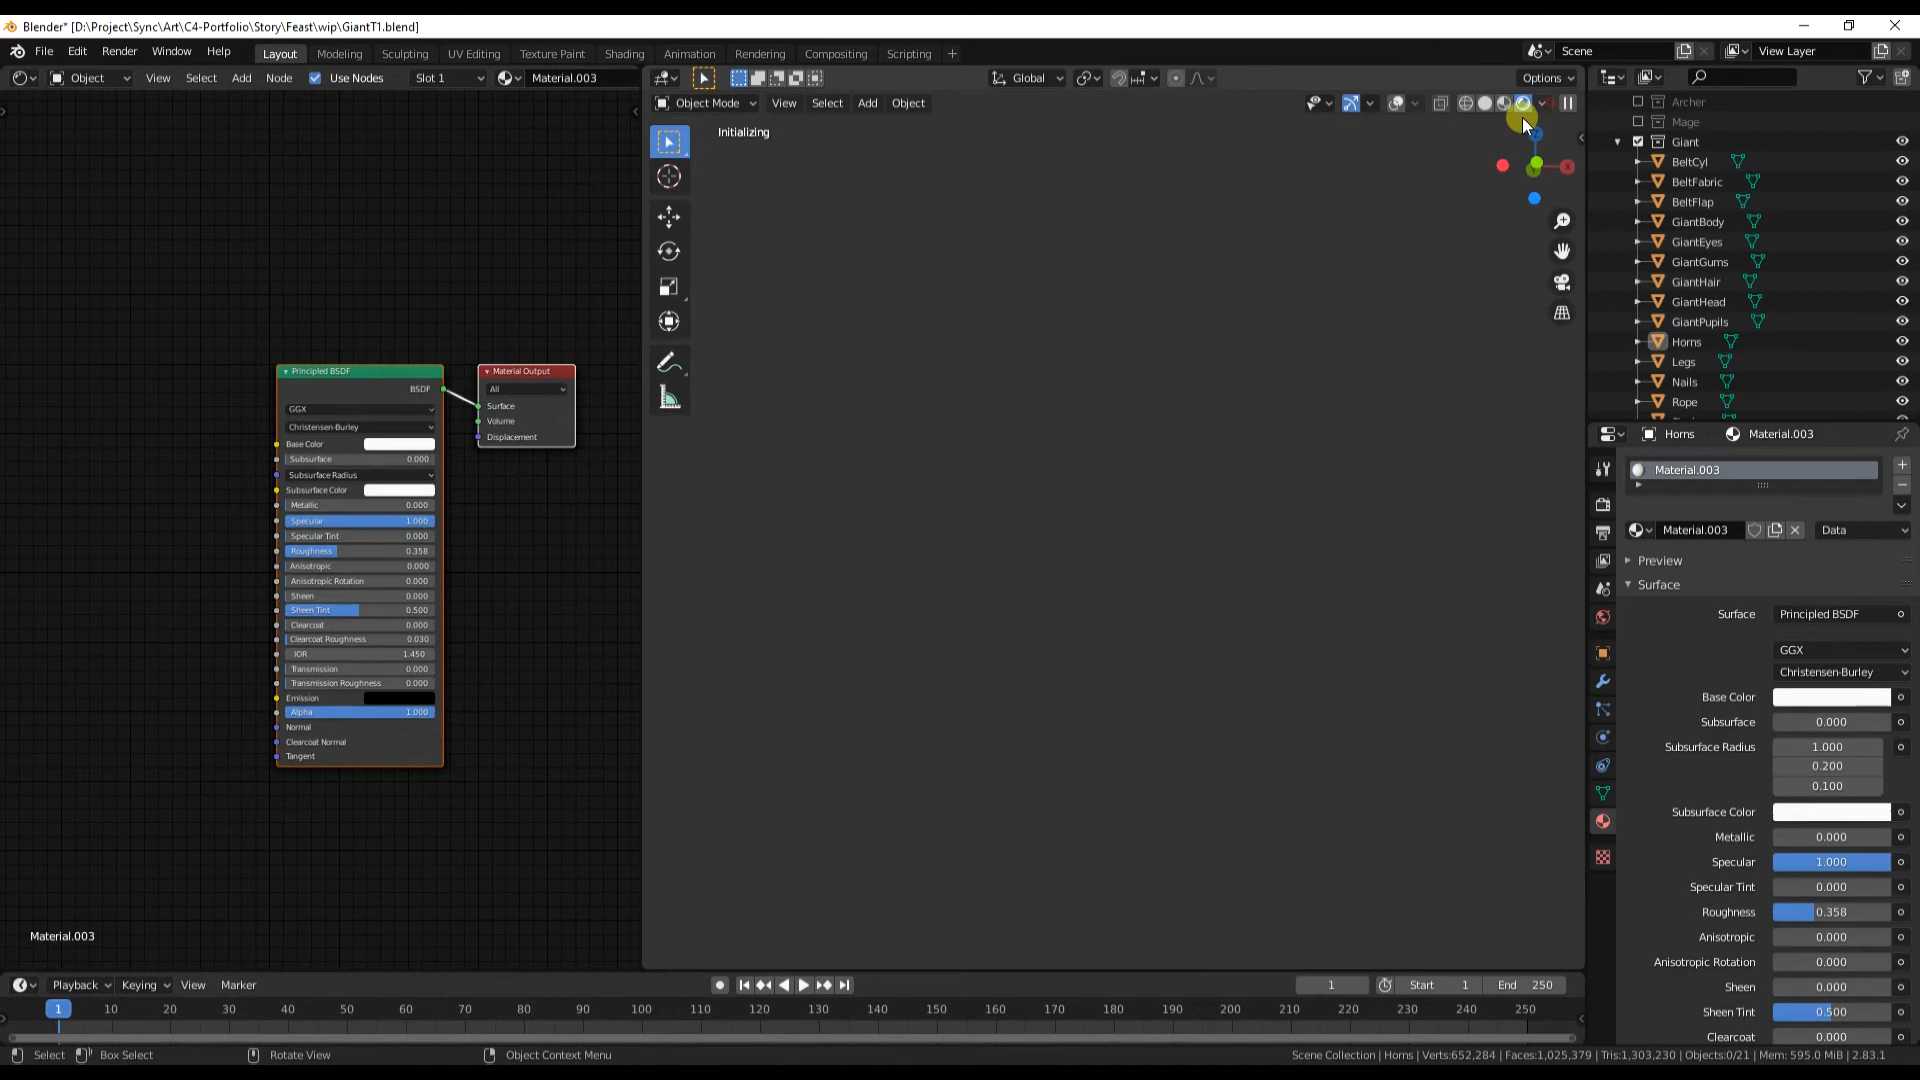 Blender* [D:\Project\Sync\Art\C4-Portfolio\Story\Feast\wip\GiantT1.blend]
File Edit Render Window Help Layout Modeling Sculpting UV Editing Texture Paint Shading Animation Rendering Compositing Scripting + Scene View Layer
Object View Select Add Node Use Nodes Slot 1 Material.003 Global Options
Object Mode View Select Add Object
Initializing
Archer
Mage
Giant
BeltCyl
BeltFabric
BeltFlap
GiantBody
GiantEyes
GiantGums
GiantHair
GiantHead
GiantPupils
Horns
Legs
Nails
Rope
Principled BSDF
BSDF
GGX
Christensen-Burley
Base Color
Subsurface 0.000
Subsurface Radius
Subsurface Color
Metallic 0.000
Specular 1.000
Specular Tint 0.000
Roughness 0.358
Anisotropic 0.000
Anisotropic Rotation 0.000
Sheen 0.000
Sheen Tint 0.500
Clearcoat 0.000
Clearcoat Roughness 0.030
IOR 1.450
Transmission 0.000
Transmission Roughness 0.000
Emission
Alpha 1.000
Normal
Clearcoat Normal
Tangent
Material Output
All
Surface
Volume
Displacement
Material.003
Horns Material.003
Material.003
Material.003 Data
Preview
Surface
Surface Principled BSDF
GGX
Christensen-Burley
Base Color
Subsurface 0.000
Subsurface Radius 1.000
0.200
0.100
Subsurface Color
Metallic 0.000
Specular 1.000
Specular Tint 0.000
Roughness 0.358
Anisotropic 0.000
Anisotropic Rotation 0.000
Sheen 0.000
Sheen Tint 0.500
Clearcoat 0.000
Playback Keying View Marker 1 Start 1 End 250
1 10 20 30 40 50 60 70 80 90 100 110 120 130 140 150 160 170 180 190 200 210 220 230 240 250
Select Box Select Rotate View Object Context Menu Scene Collection | Horns | Verts:652,284 | Faces:1,025,379 | Tris:1,303,230 | Objects:0/21 | Mem: 595.0 MiB | 2.83.1